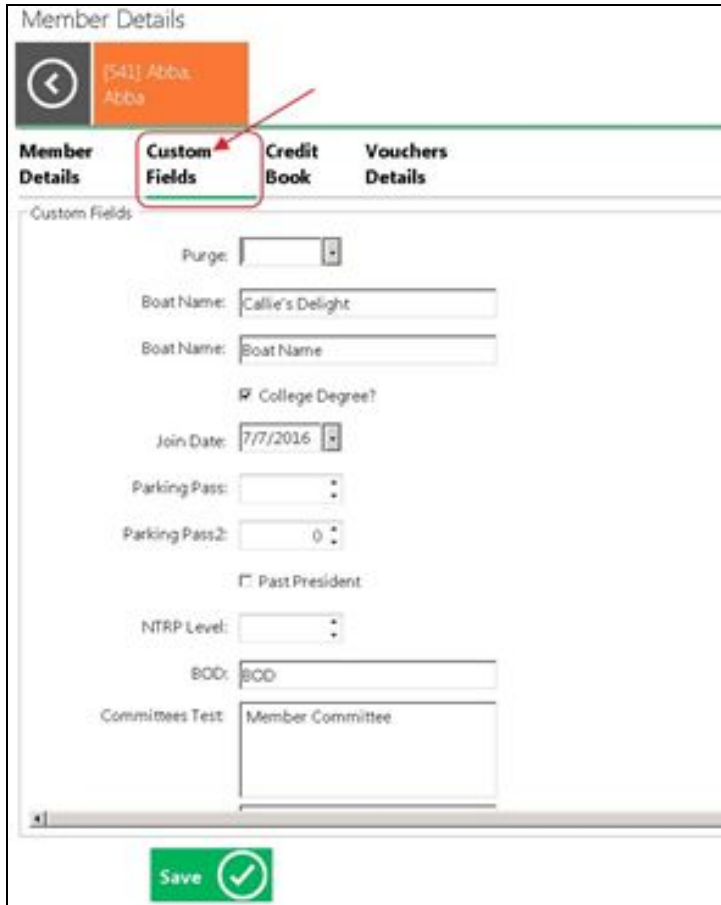 Member Details
[541] Abba,
Abba
Member Details
Custom Fields
Credit Book
Vouchers Details
Custom Fields
Purge:
Boat Name: Callie's Delight
Boat Name: Boat Name
College Degree?
Join Date: 7/7/2016
Parking Pass:
Parking Pass2: 0
Past President
NTRP Level:
BOD: BOD
Committees Test: Member Committee
Save